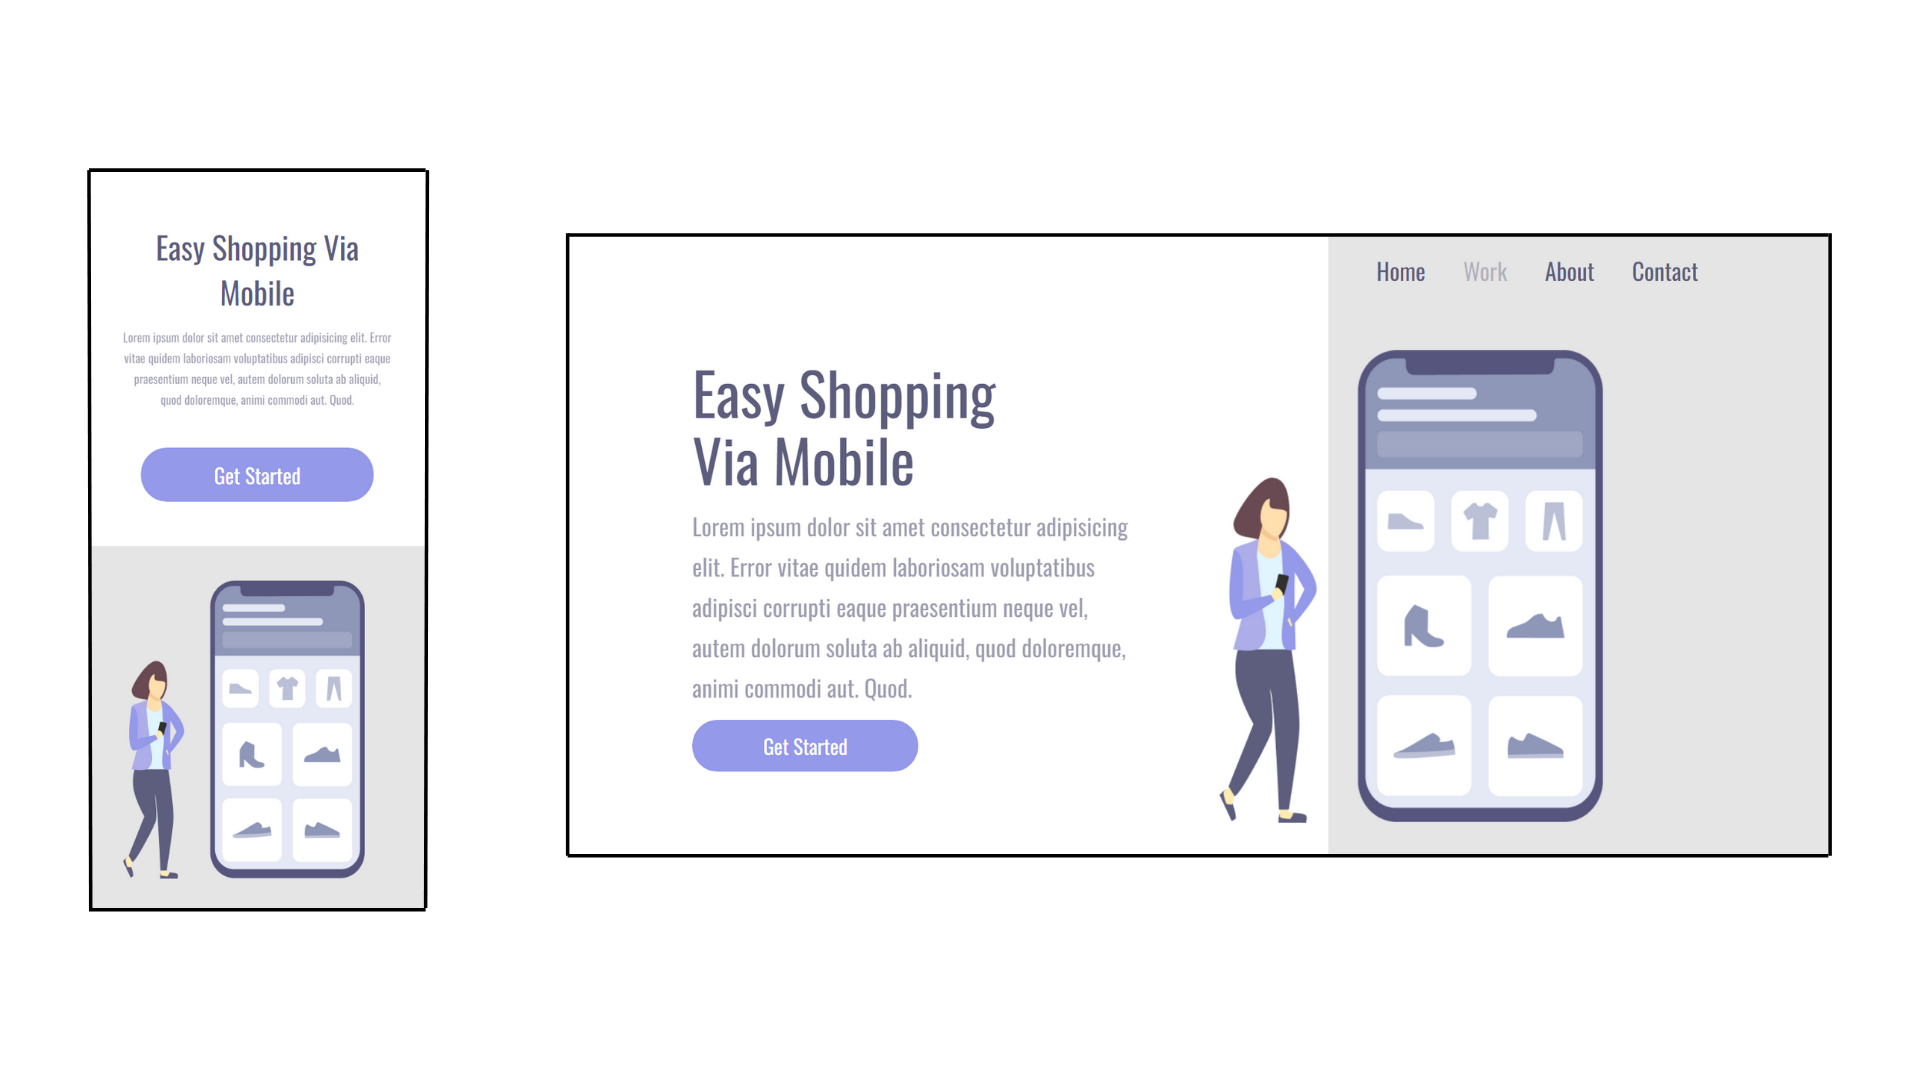 Easy Shopping Via
Mobile
Lorem ipsum dolor sit amet consectetur adipisicing elit. Error
vitae quidem laboriosam voluptatibus adipisci corrupti eaque
praesentium neque vel, autem dolorum soluta ab aliquid,
quod doloremque, animi commodi aut. Quod.
Get Started
Home Work About Contact
Easy Shopping
Via Mobile
Lorem ipsum dolor sit amet consectetur adipisicing
elit. Error vitae quidem laboriosam voluptatibus
adipisci corrupti eaque praesentium neque vel,
autem dolorum soluta ab aliquid, quod doloremque,
animi commodi aut. Quod.
Get Started